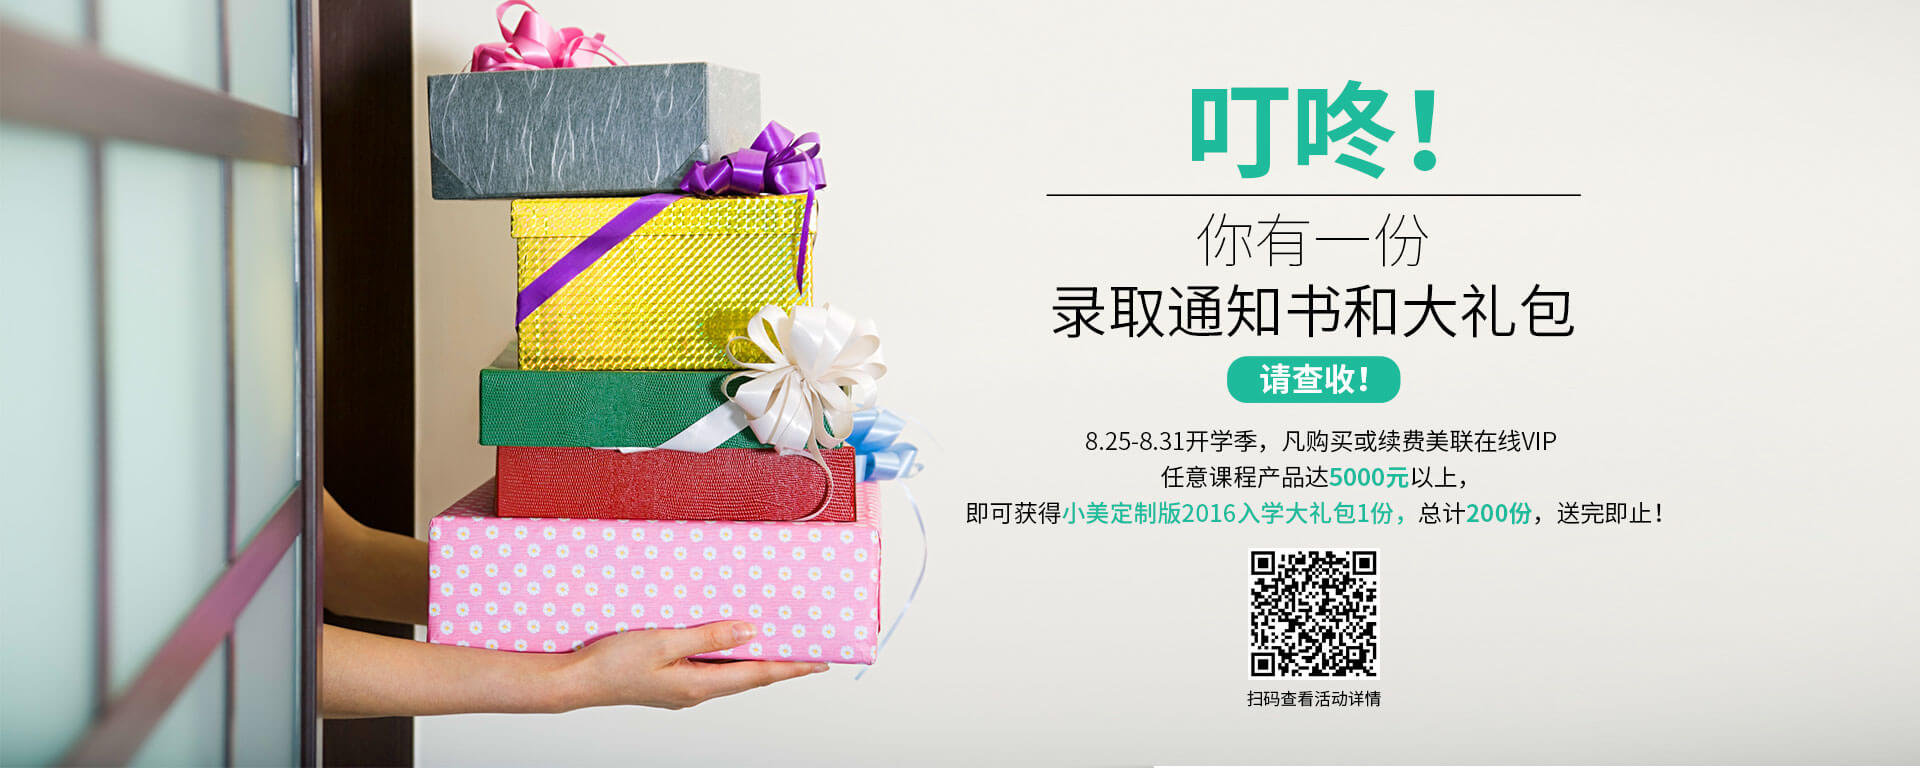 叮咚！
你有一份
录取通知书和大礼包
请查收！
8.25-8.31开学季，凡购买或续费美联在线VIP
任意课程产品达5000元以上，
即可获得小美定制版2016入学大礼包1份，总计200份，送完即止！
扫码查看活动详情